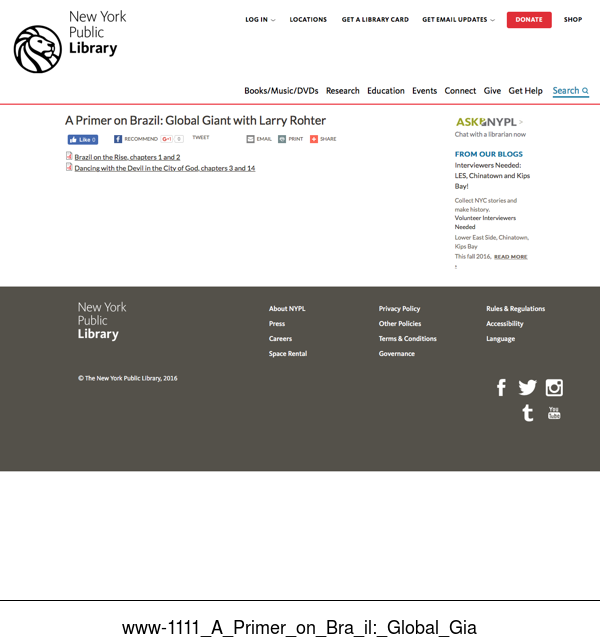 New York
Public
Library
LOG IN
LOCATIONS
GET A LIBRARY CARD
GET EMAIL UPDATES
DONATE
SHOP
Books/Music/DVDs Research Education Events Connect Give Get Help Search
A Primer on Brazil: Global Giant with Larry Rohter
Like 0
RECOMMEND
G+1 0
TWEET
EMAIL
PRINT
SHARE
Brazil on the Rise, chapters 1 and 2
Dancing with the Devil in the City of God, chapters 3 and 14
ASK NYPL >
Chat with a librarian now
FROM OUR BLOGS
Interviewers Needed:
LES, Chinatown and Kips
Bay!
Collect NYC stories and
make history.
Volunteer Interviewers
Needed
Lower East Side, Chinatown,
Kips Bay
This fall 2016, READ MORE
New York
Public
Library
About NYPL
Press
Careers
Space Rental
Privacy Policy
Other Policies
Terms & Conditions
Governance
Rules & Regulations
Accessibility
Language
© The New York Public Library, 2016
You
Tube
www-1111_A_Primer_on_Bra_il:_Global_Gia